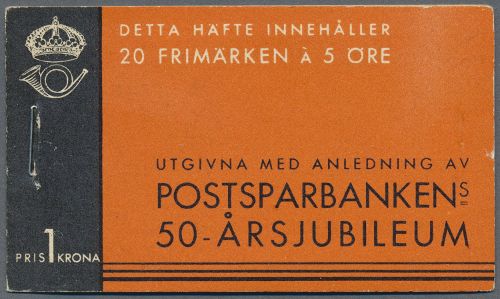 DETTA HÄFTE INNEHÅLLER
20 FRIMÄRKEN À 5 ÖRE
UTGIVNA MED ANLEDNING AV
POSTSPARBANKENS
50-ÅRSJUBILEUM
PRIS 1 KRONA